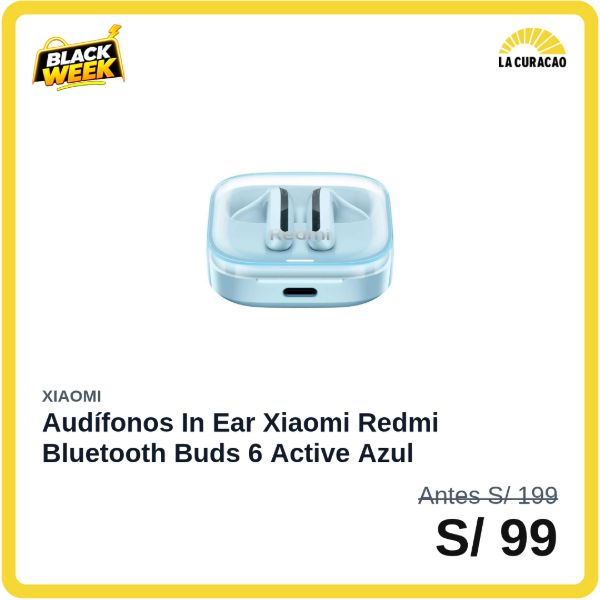 BLACK
WEEK
LA CURACAO
Redmi
XIAOMI
Audífonos In Ear Xiaomi Redmi
Bluetooth Buds 6 Active Azul
Antes S/ 199
S/ 99